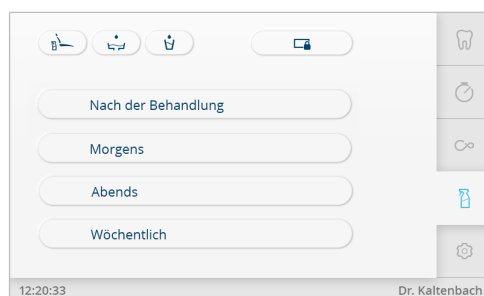 Nach der Behandlung
Morgens
Abends
Wöchentlich
12:20:33 Dr. Kaltenbach